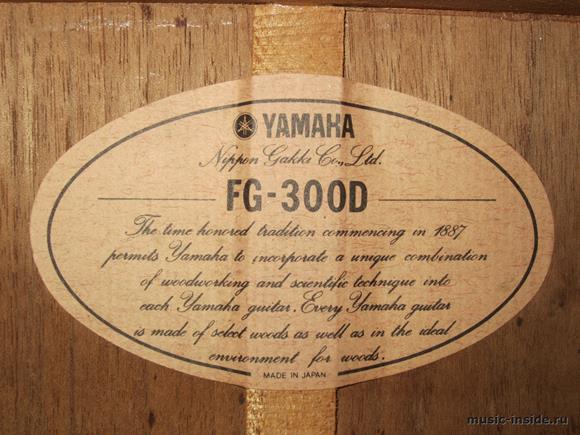 YAMAHA
Nippon Gakki Co., Ltd.
FG-300D
The time honored tradition commencing in 1887
permits Yamaha to incorporate a unique combination
of woodworking and scientific technique into
each Yamaha guitar. Every Yamaha guitar
is made of select woods as well as in the ideal
environment for woods.
MADE IN JAPAN
music-inside.ru